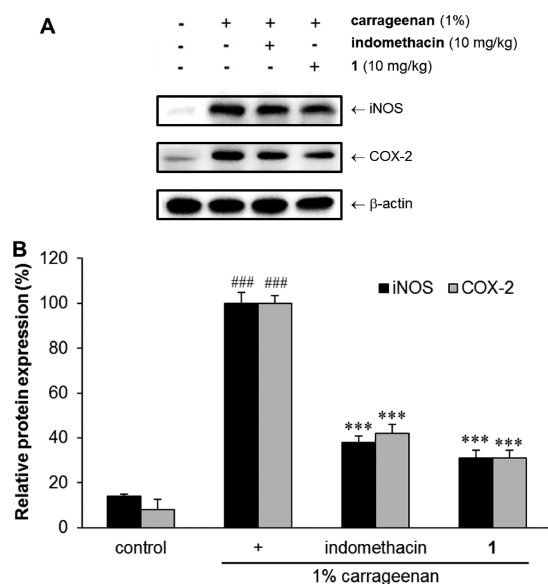 A
- + + + carrageenan (1%)
- - + - indomethacin (10 mg/kg)
- - - + 1 (10 mg/kg)
← iNOS
← COX-2
← β-actin
B
Relative protein expression (%)
120
100
80
60
40
20
0
### ###
*** ***
*** ***
iNOS COX-2
control + indomethacin 1
1% carrageenan